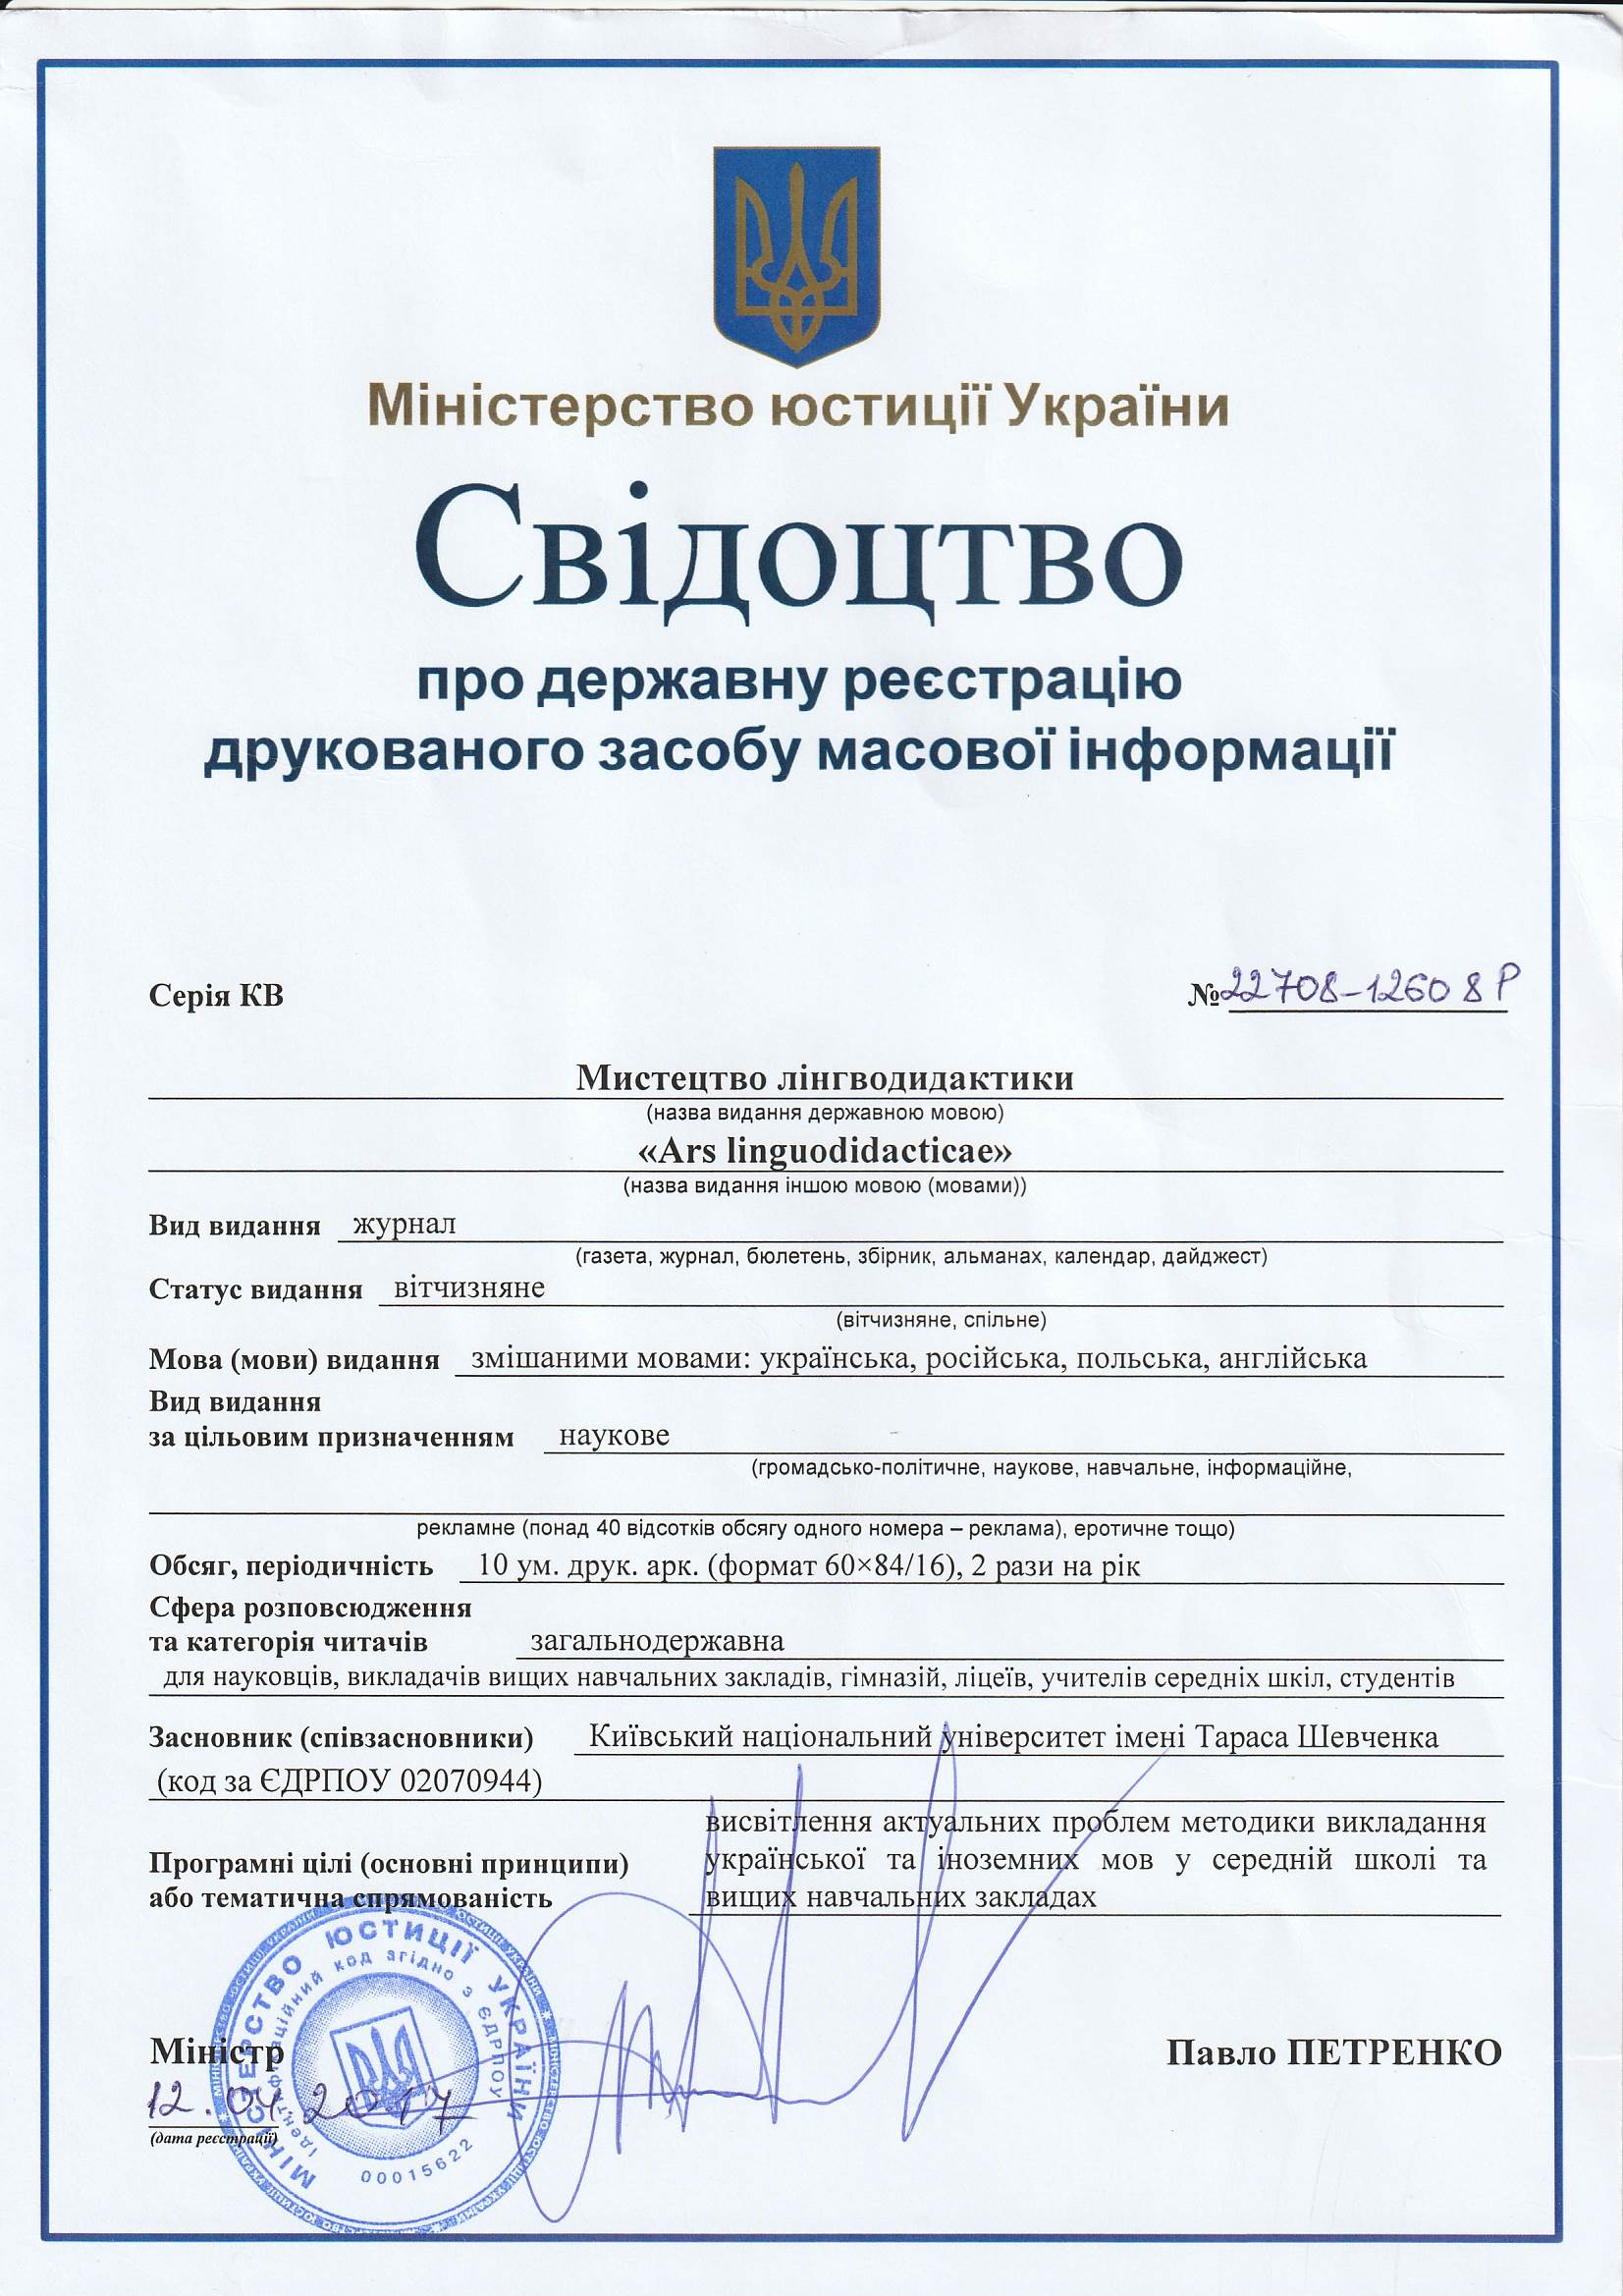 Міністерство юстиції України
Свідоцтво
про державну реєстрацію
друкованого засобу масової інформації
Серія КВ №22708-12608Р
Мистецтво лінгводидактики
(назва видання державною мовою)
«Ars linguodidacticae»
(назва видання іншою мовою (мовами))
Вид видання журнал
(газета, журнал, бюлетень, збірник, альманах, календар, дайджест)
Статус видання вітчизняне
(вітчизняне, спільне)
Мова (мови) видання змішаними мовами: українська, російська, польська, англійська
Вид видання
за цільовим призначенням наукове
(громадсько-політичне, наукове, навчальне, інформаційне,
рекламне (понад 40 відсотків обсягу одного номера – реклама), еротичне тощо)
Обсяг, періодичність 10 ум. друк. арк. (формат 60×84/16), 2 рази на рік
Сфера розповсюдження
та категорія читачів загальнодержавна
для науковців, викладачів вищих навчальних закладів, гімназій, ліцеїв, учителів середніх шкіл, студентів
Засновник (співзасновники) Київський національний університет імені Тараса Шевченка
(код за ЄДРПОУ 02070944)
висвітлення актуальних проблем методики викладання
Програмні цілі (основні принципи) української та іноземних мов у середній школі та
або тематична спрямованість вищих навчальних закладах
Міністр Павло ПЕТРЕНКО
12.04.2017
(дата реєстрації)
МІНІСТЕРСТВО ЮСТИЦІЇ УКРАЇНИ
Ідентифікаційний код згідно з ЄДРПОУ
00015622